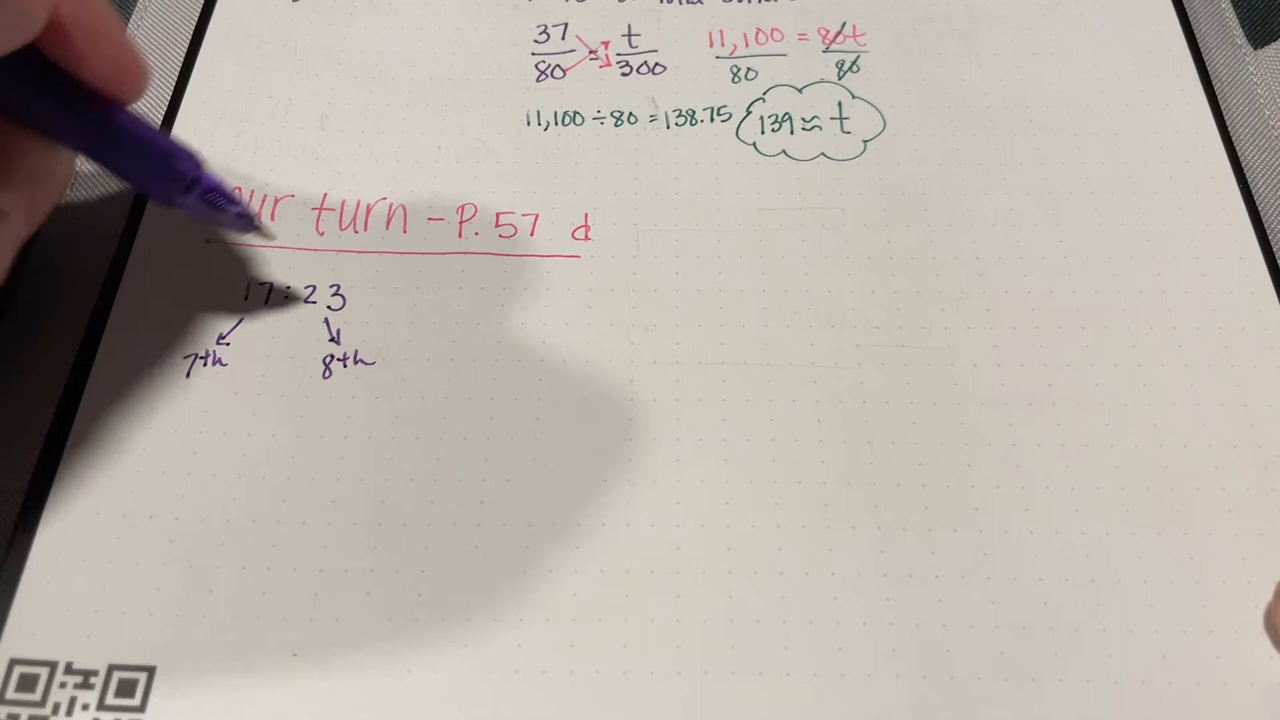 37 / 80 = t / 300
11,100 / 80 = 80t / 80
11,100 ÷ 80 = 138.75 139 ≈ t
turn - P. 57 d
17:23
7th 8th